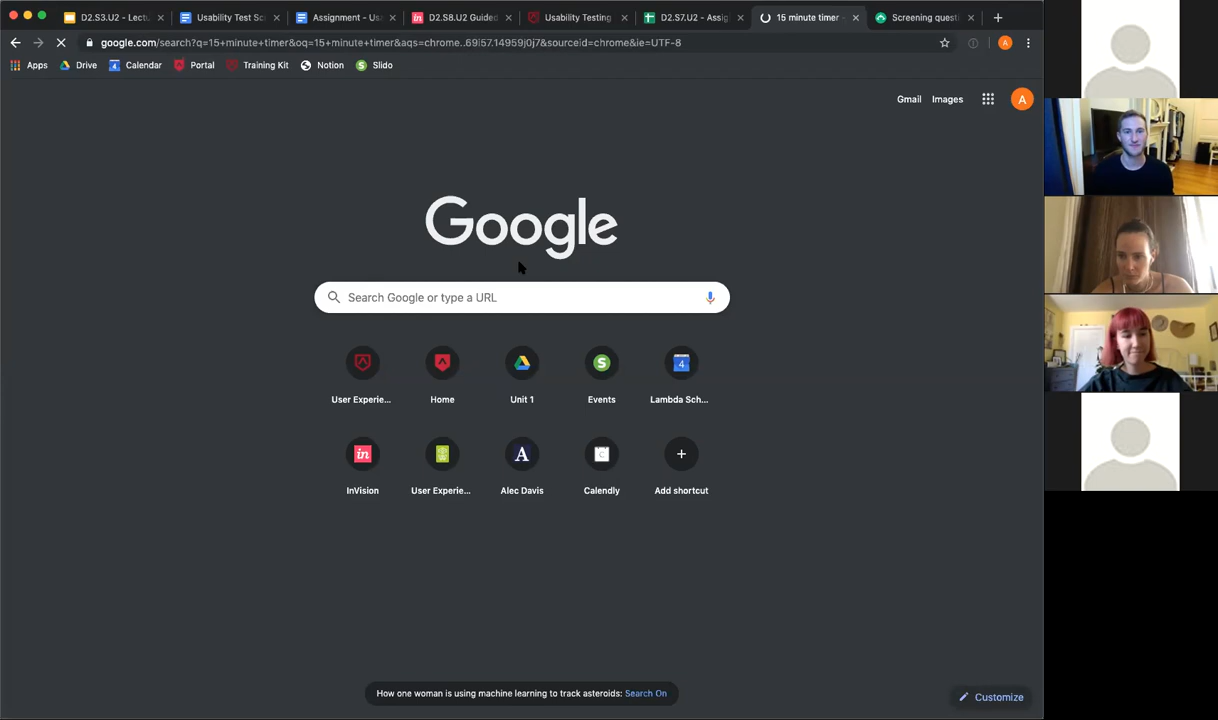 D2.S3.U2 - Lectu
Usability Test Sc
Assignment - Usa
D2.S8.U2 Guided
Usability Testing
D2.S7.U2 - Assig
15 minute timer -
Screening questi
google.com/search?q=15+minute+timer&oq=15+minute+timer&aqs=chrome..69i57.14959j0j7&sourceid=chrome&ie=UTF-8
A
Apps
Drive
Calendar
Portal
Training Kit
Notion
Slido
Gmail
Images
A
Google
Search Google or type a URL
User Experie...
Home
Unit 1
Events
Lambda Sch...
InVision
User Experie...
Alec Davis
Calendly
Add shortcut
How one woman is using machine learning to track asteroids: Search On
Customize